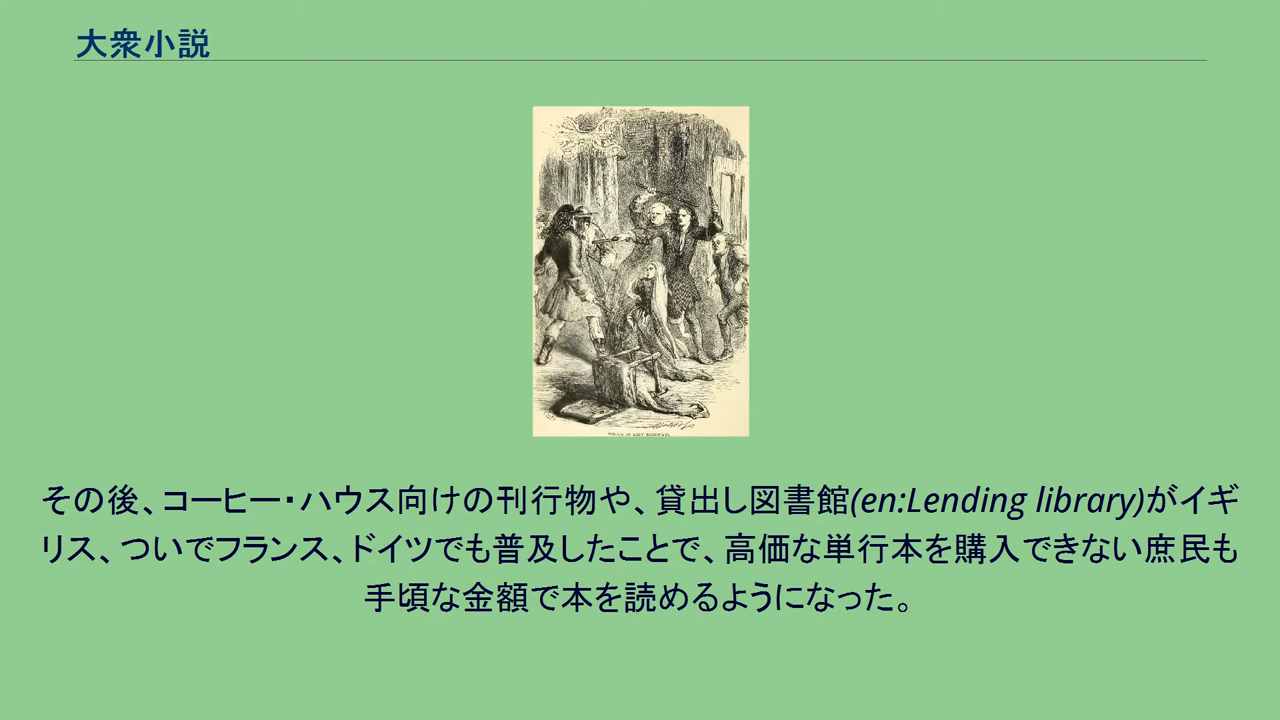 大衆小説
その後、コーヒー・ハウス向けの刊行物や、貸出し図書館(en:Lending library)がイギ
リス、ついでフランス、ドイツでも普及したことで、高価な単行本を購入できない庶民も
手頃な金額で本を読めるようになった。